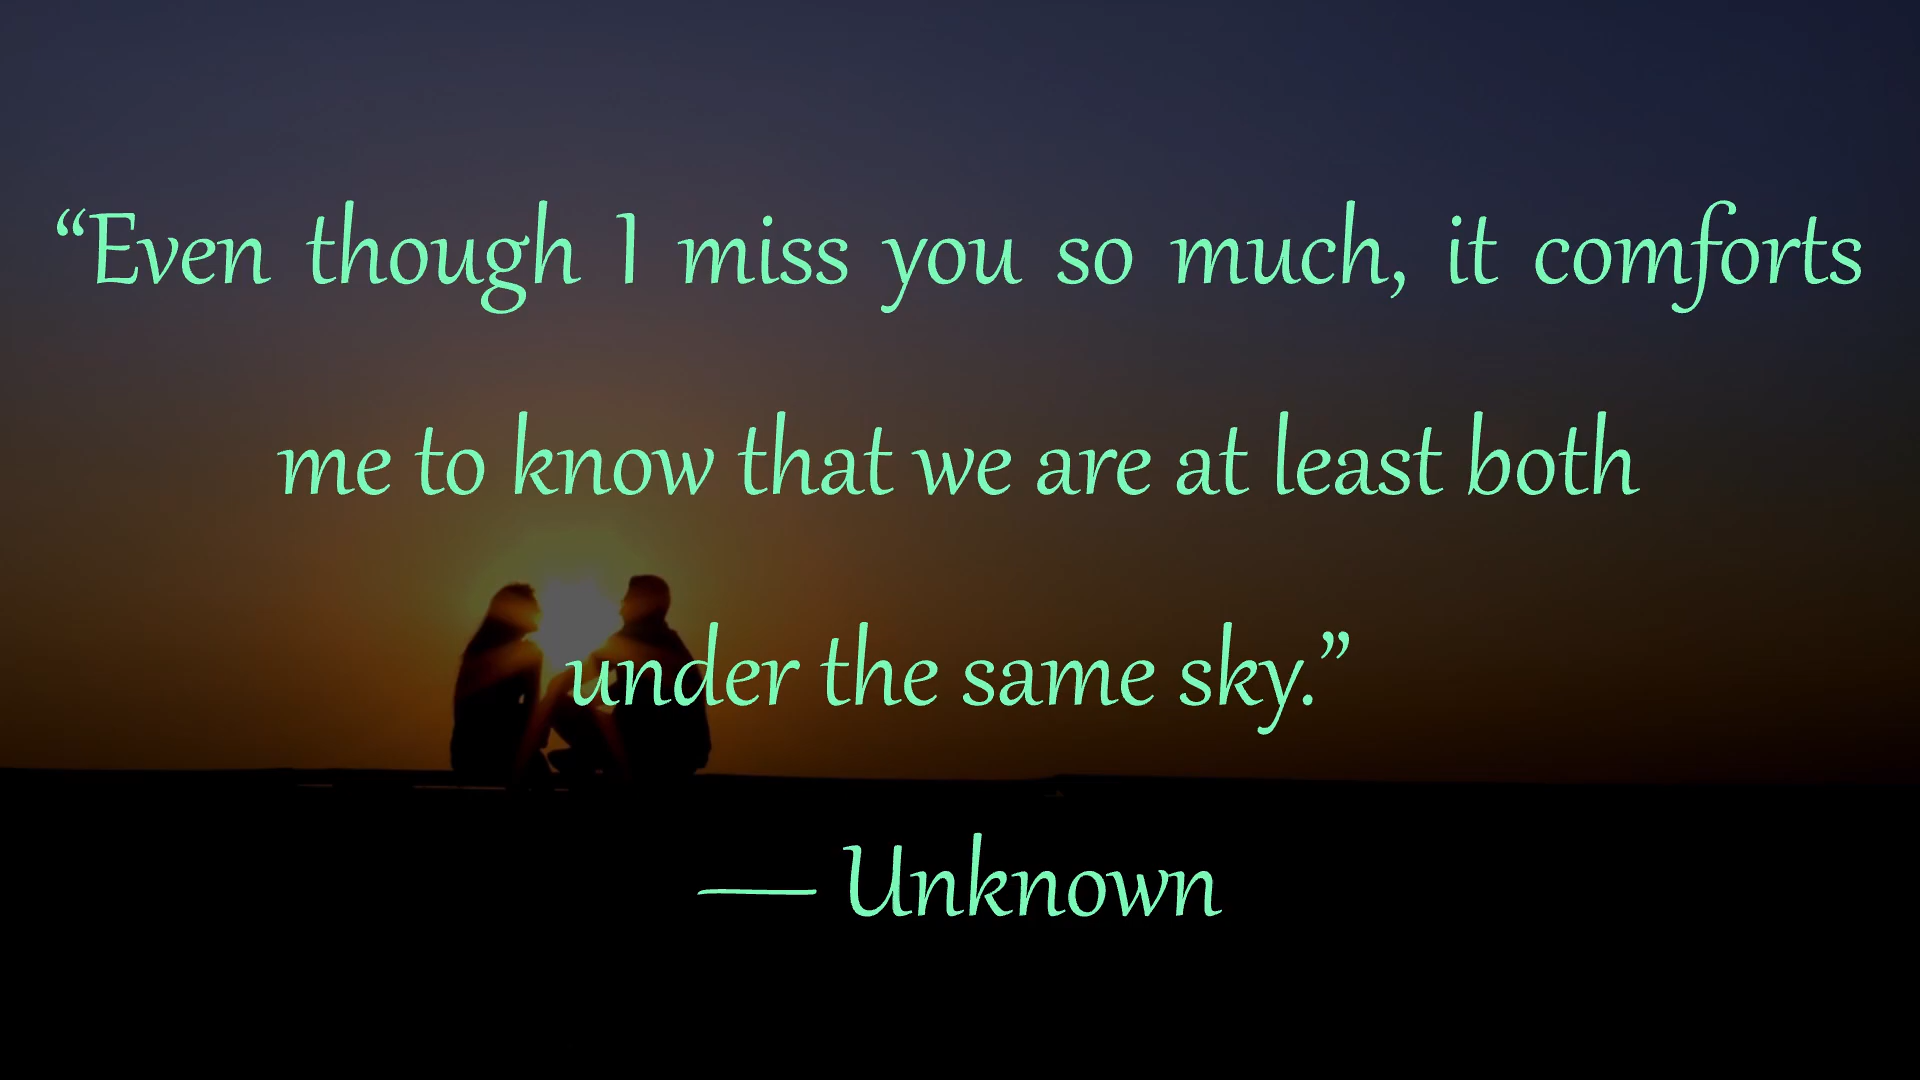 “Even though I miss you so much, it comforts
me to know that we are at least both
under the same sky.”
— Unknown